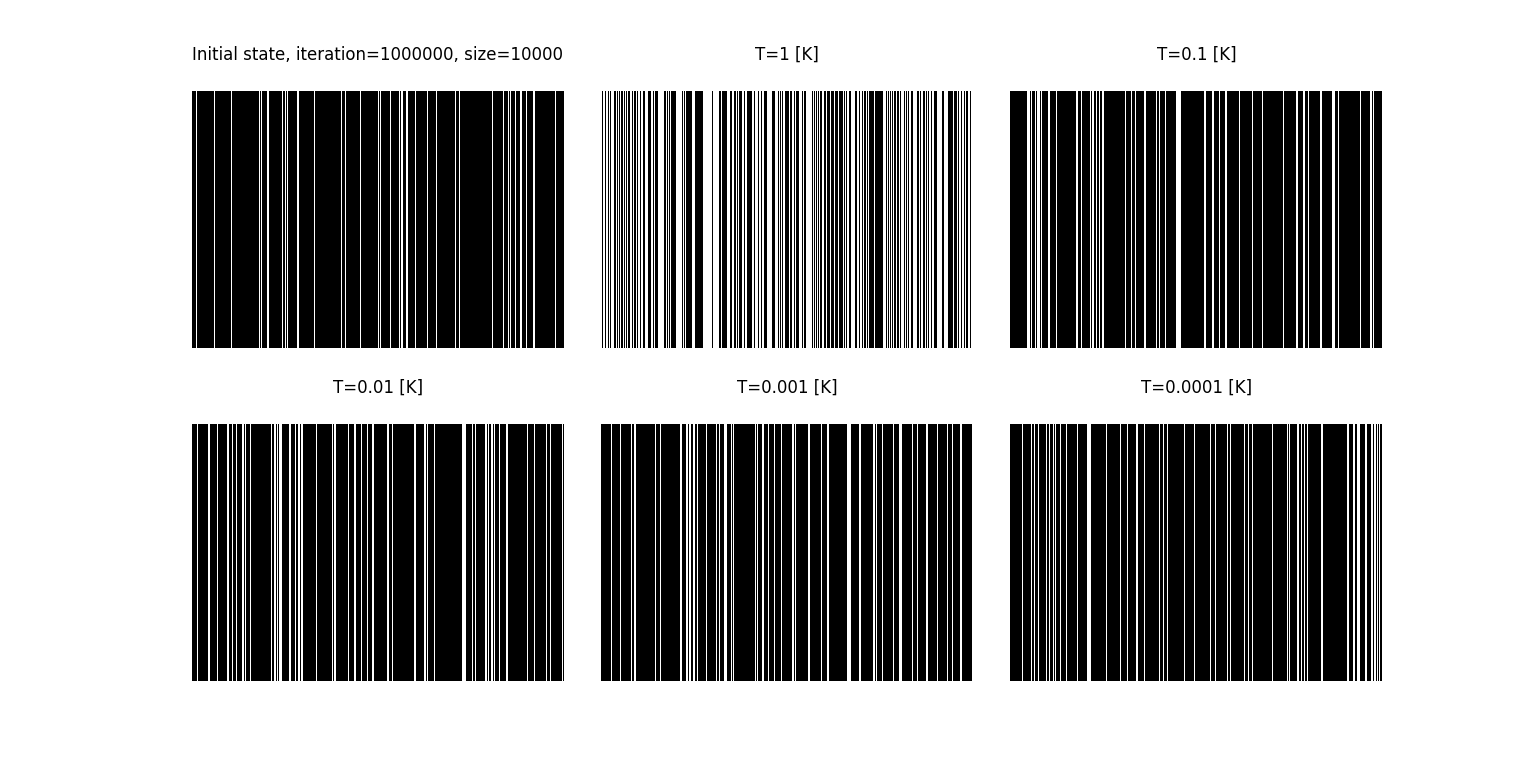 Initial state, iteration=1000000, size=10000
T=1 [K]
T=0.1 [K]
T=0.01 [K]
T=0.001 [K]
T=0.0001 [K]